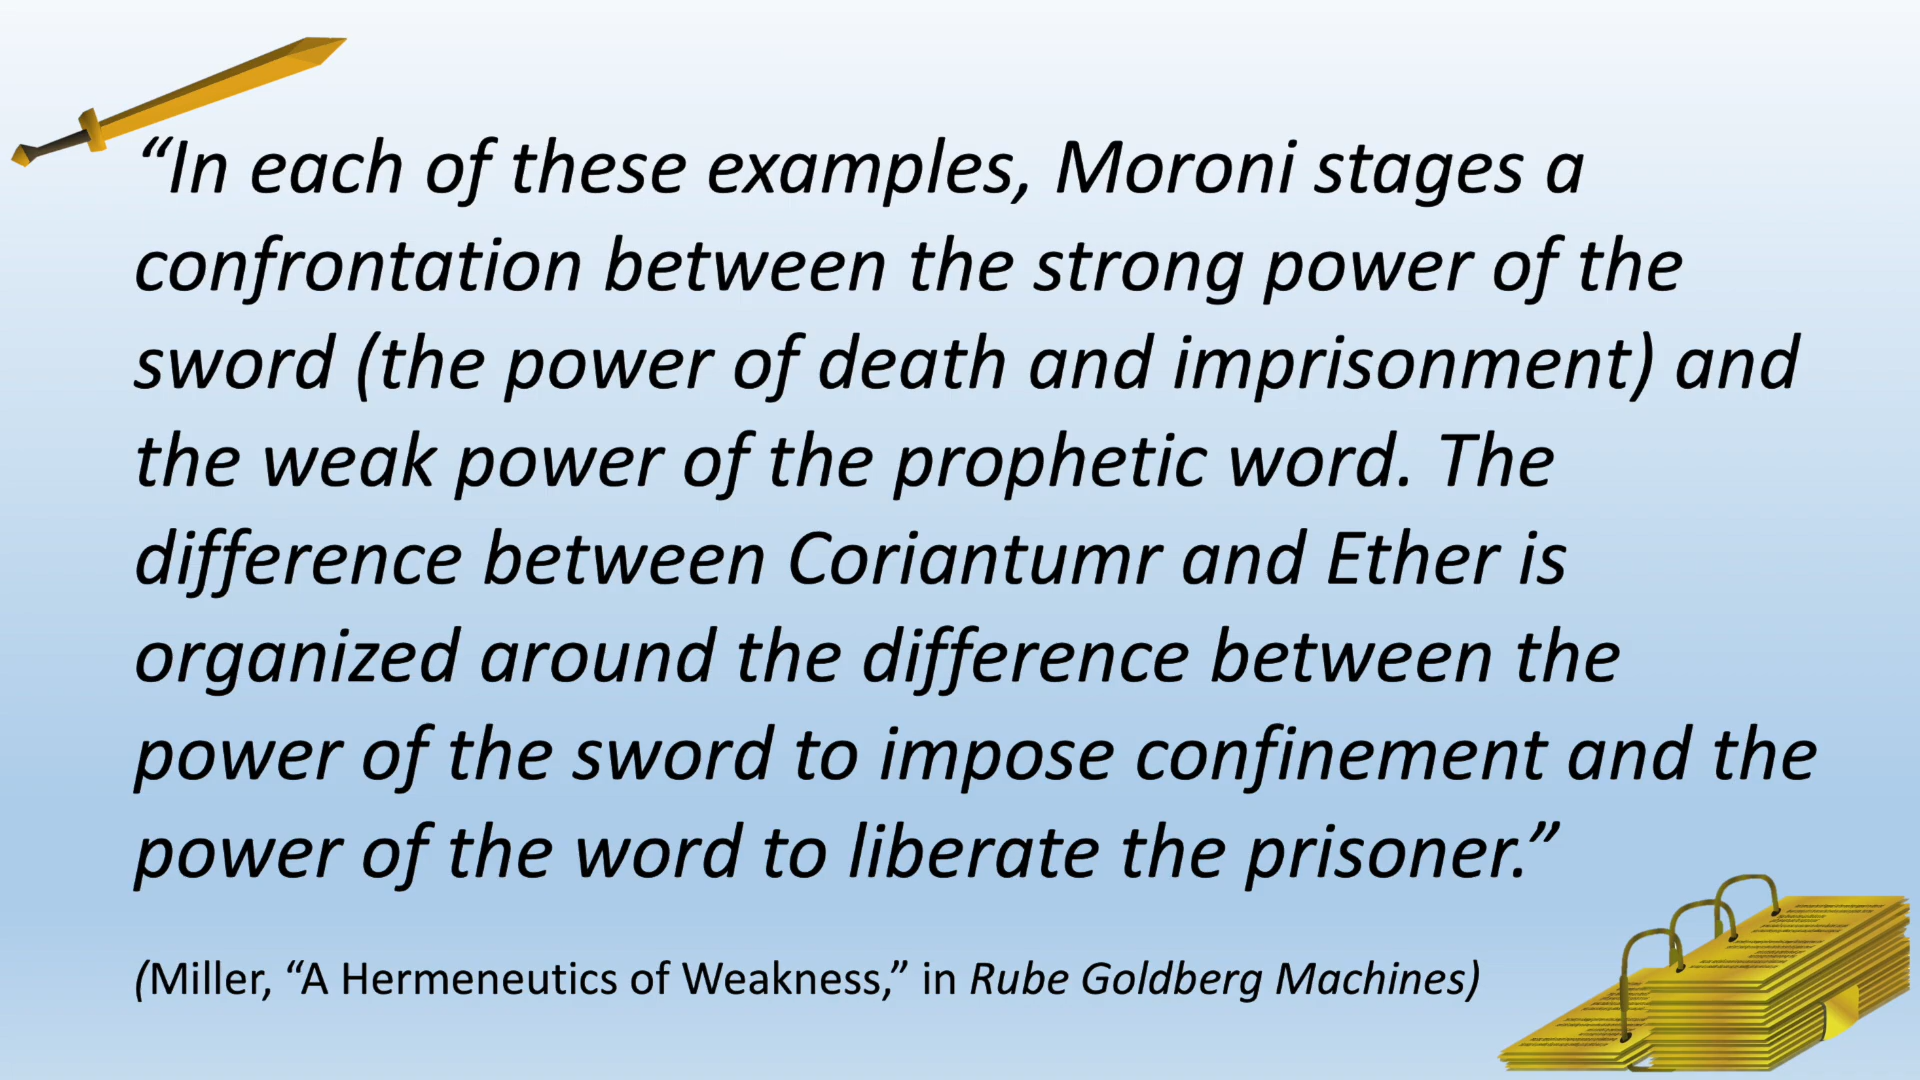 “In each of these examples, Moroni stages a
confrontation between the strong power of the
sword (the power of death and imprisonment) and
the weak power of the prophetic word. The
difference between Coriantumr and Ether is
organized around the difference between the
power of the sword to impose confinement and the
power of the word to liberate the prisoner.”
(Miller, “A Hermeneutics of Weakness,” in Rube Goldberg Machines)